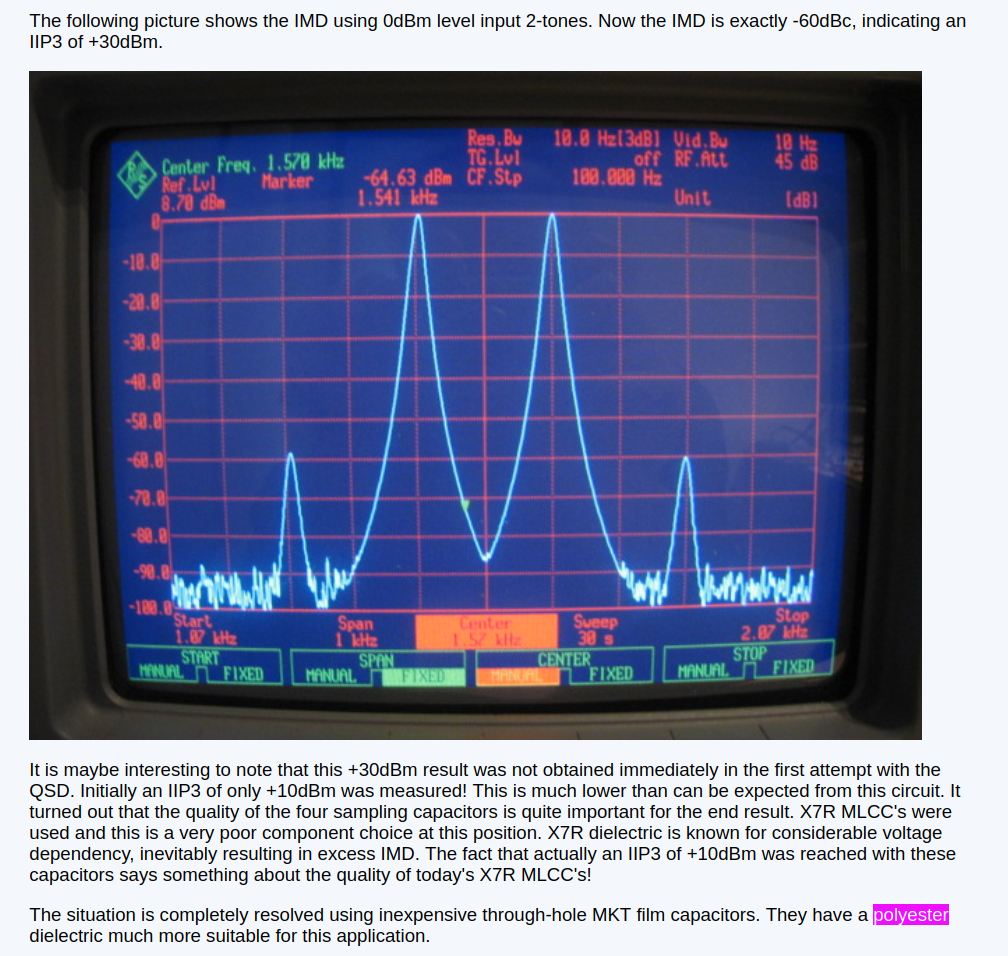 The following picture shows the IMD using 0dBm level input 2-tones. Now the IMD is exactly -60dBc, indicating an
IIP3 of +30dBm.
Res.Bw 10.0 Hz[3dB] Vid.Bw 10 Hz
Center Freq. 1.570 kHz TG.Lvl off RF.Att 45 dB
Ref.Lvl Marker -64.63 dBm CF.Stp 100.000 Hz
8.70 dBm 1.541 kHz Unit [dB]
0
-10.0
-20.0
-30.0
-40.0
-50.0
-60.0
-70.0
-80.0
-90.0
-100.0
Start Span Center Sweep Stop
1.07 kHz 1 kHz 1.57 kHz 30 s 2.07 kHz
START SPAN CENTER STOP
MANUAL FIXED MANUAL FIXED MANUAL FIXED MANUAL FIXED
It is maybe interesting to note that this +30dBm result was not obtained immediately in the first attempt with the
QSD. Initially an IIP3 of only +10dBm was measured! This is much lower than can be expected from this circuit. It
turned out that the quality of the four sampling capacitors is quite important for the end result. X7R MLCC's were
used and this is a very poor component choice at this position. X7R dielectric is known for considerable voltage
dependency, inevitably resulting in excess IMD. The fact that actually an IIP3 of +10dBm was reached with these
capacitors says something about the quality of today's X7R MLCC's!
The situation is completely resolved using inexpensive through-hole MKT film capacitors. They have a polyester
dielectric much more suitable for this application.